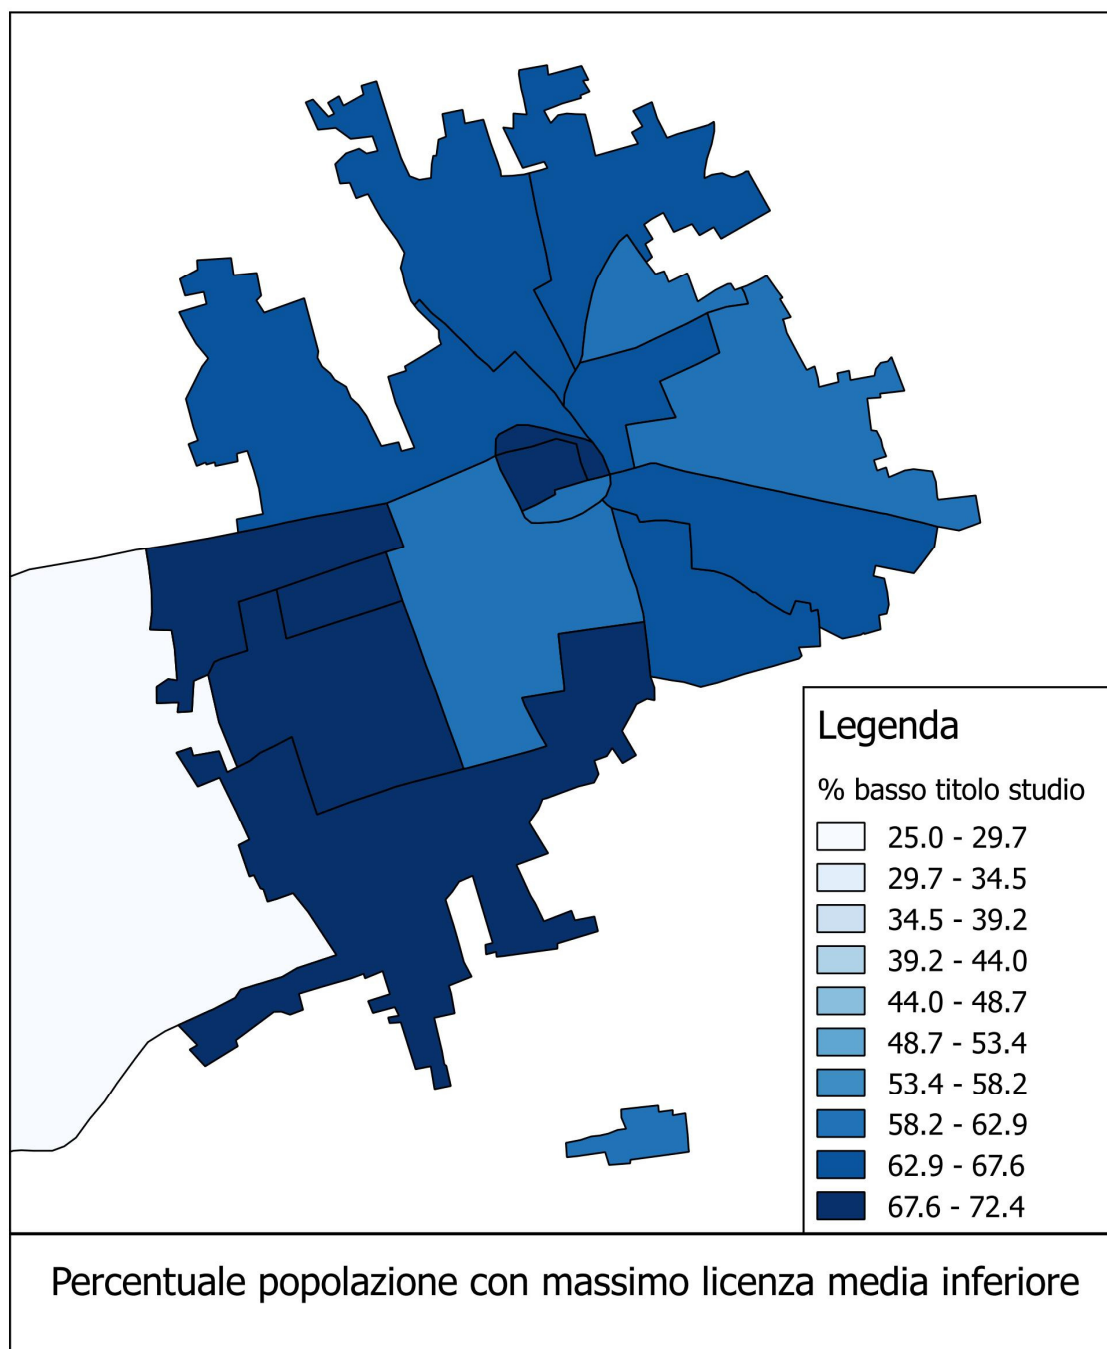 Legenda
% basso titolo studio
25.0 - 29.7
29.7 - 34.5
34.5 - 39.2
39.2 - 44.0
44.0 - 48.7
48.7 - 53.4
53.4 - 58.2
58.2 - 62.9
62.9 - 67.6
67.6 - 72.4
Percentuale popolazione con massimo licenza media inferiore